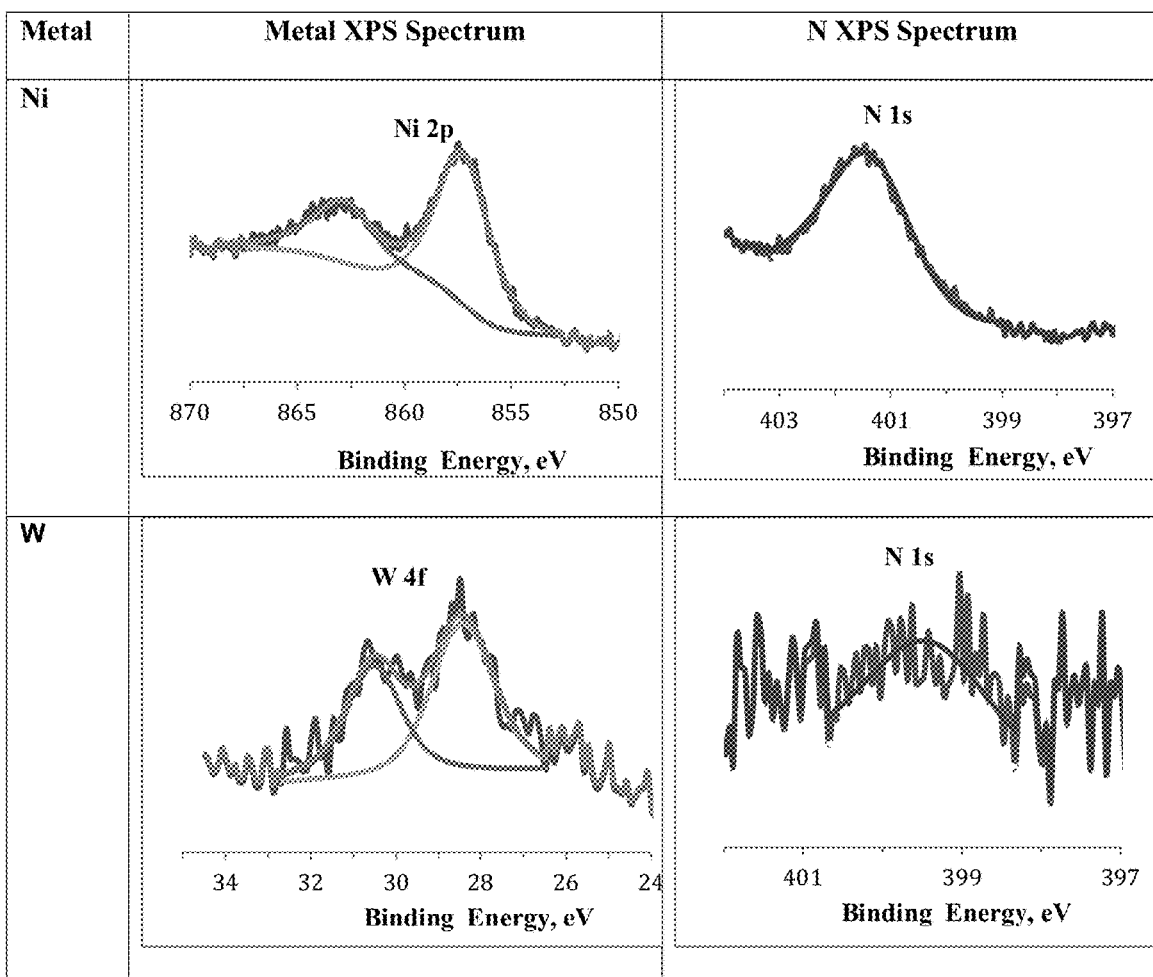 Metal Metal XPS Spectrum N XPS Spectrum
Ni
Ni 2p
870 865 860 855 850
Binding Energy, eV
N 1s
403 401 399 397
Binding Energy, eV
W
W 4f
34 32 30 28 26 24
Binding Energy, eV
N 1s
401 399 397
Binding Energy, eV